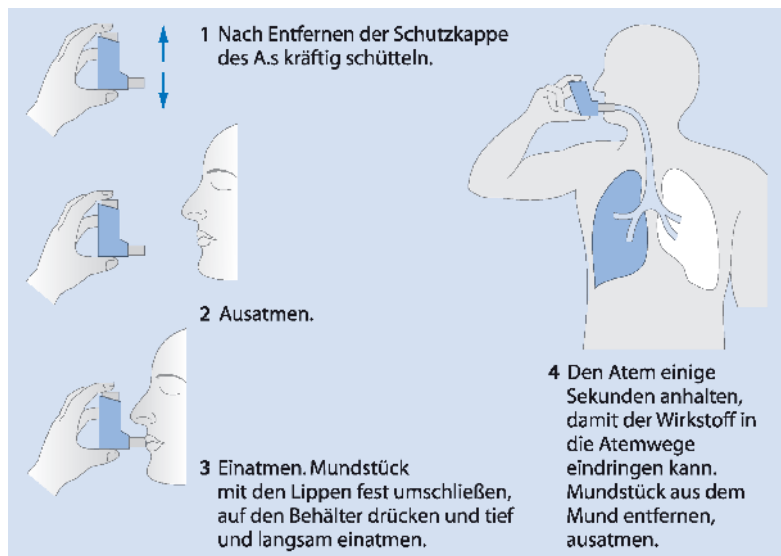 1 Nach Entfernen der Schutzkappe
des A.s kräftig schütteln.
2 Ausatmen.
3 Einatmen. Mundstück
mit den Lippen fest umschließen,
auf den Behälter drücken und tief
und langsam einatmen.
4 Den Atem einige
Sekunden anhalten,
damit der Wirkstoff in
die Atemwege
eindringen kann.
Mundstück aus dem
Mund entfernen,
ausatmen.